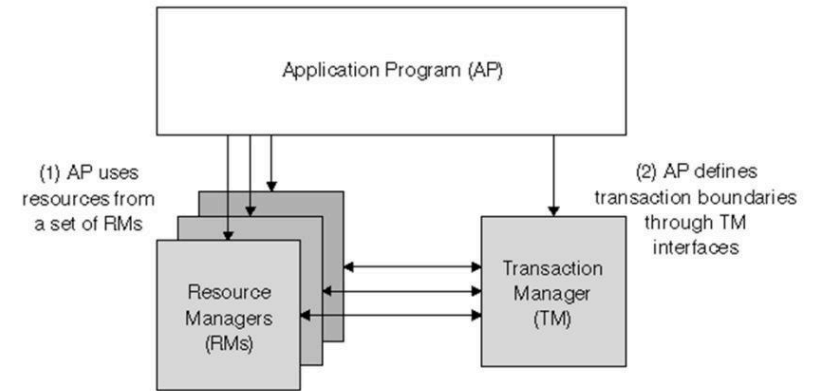 Application Program (AP)
(1) AP uses
resources from
a set of RMs
(2) AP defines
transaction boundaries
through TM
interfaces
Resource
Managers
(RMs)
Transaction
Manager
(TM)